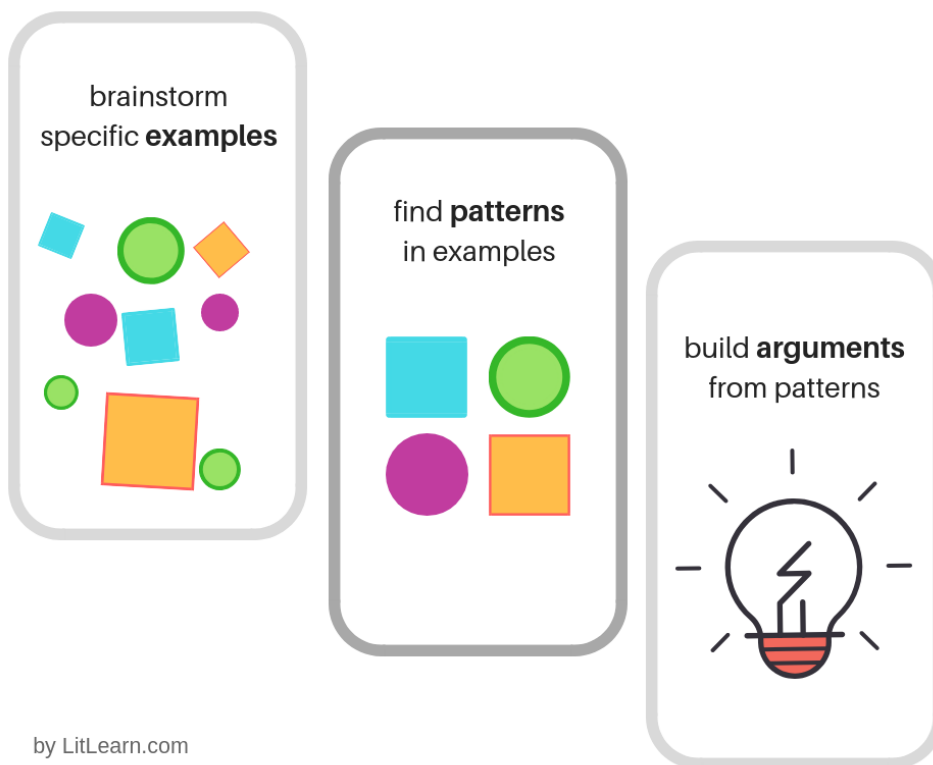 brainstorm
specific examples
find patterns
in examples
build arguments
from patterns
by LitLearn.com